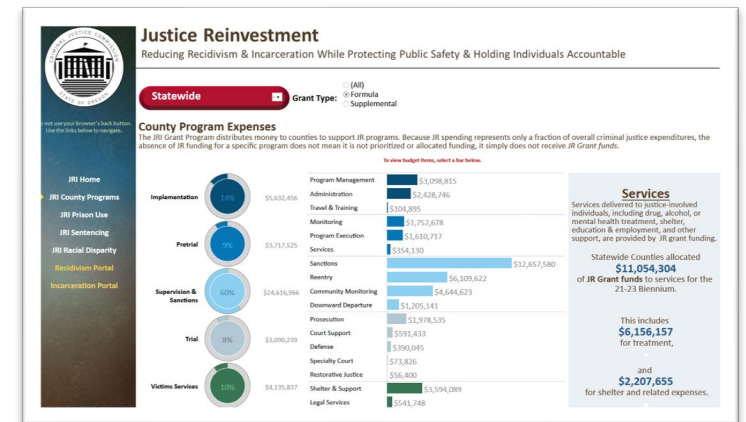 CRIMINAL JUSTICE COMMISSION
STATE OF OREGON
Justice Reinvestment
Reducing Recidivism & Incarceration While Protecting Public Safety & Holding Individuals Accountable
Statewide
Grant Type:
(All)
Formula
Supplemental
not use your browser's back button.
Use the links below to navigate.
JRI Home
JRI County Programs
JRI Prison Use
JRI Sentencing
JRI Racial Disparity
Recidivism Portal
Incarceration Portal
County Program Expenses
The JRI Grant Program distributes money to counties to support JR programs. Because JR spending represents only a fraction of overall criminal justice expenditures, the
absence of JR funding for a specific program does not mean it is not prioritized or allocated funding, it simply does not receive JR Grant funds.
To view budget items, select a bar below.
Implementation 14% $5,632,456
Pretrial 9% $3,717,525
Supervision &
Sanctions 60% $24,616,966
Trial 8% $3,090,239
Victims Services 10% $4,135,837
Program Management $3,098,815
Administration $2,428,746
Travel & Training $104,895
Monitoring $1,752,678
Program Execution $1,610,717
Services $354,130
Sanctions $12,657,580
Reentry $6,109,622
Community Monitoring $4,644,623
Downward Departure $1,205,141
Prosecution $1,978,535
Court Support $591,433
Defense $390,045
Specialty Court $73,826
Restorative Justice $56,400
Shelter & Support $3,594,089
Legal Services $541,748
Services
Services delivered to justice-involved
individuals, including drug, alcohol, or
mental health treatment, shelter,
education & employment, and other
support, are provided by JR grant funding.
Statewide Counties allocated
$11,054,304
of JR Grant funds to services for the
21-23 Biennium.
This includes
$6,156,157
for treatment,
and
$2,207,655
for shelter and related expenses.